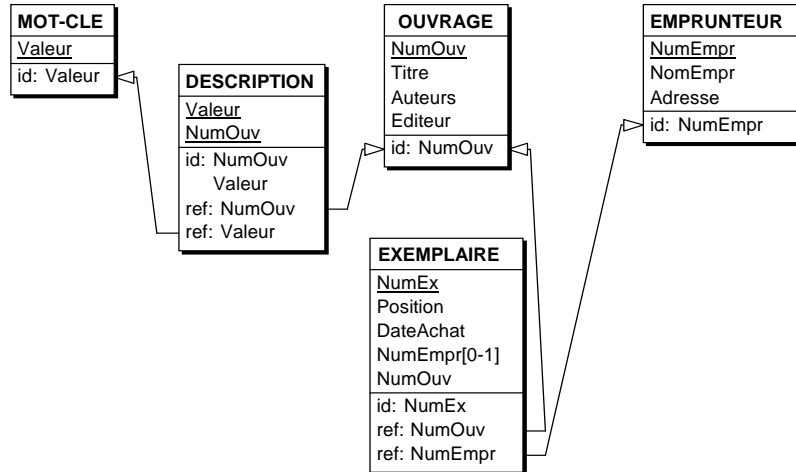 MOT-CLE
Valeur
id: Valeur
DESCRIPTION
Valeur
NumOuv
id: NumOuv
Valeur
ref: NumOuv
ref: Valeur
OUVRAGE
NumOuv
Titre
Auteurs
Editeur
id: NumOuv
EXEMPLAIRE
NumEx
Position
DateAchat
NumEmpr[0-1]
NumOuv
id: NumEx
ref: NumOuv
ref: NumEmpr
EMPRUNTEUR
NumEmpr
NomEmpr
Adresse
id: NumEmpr